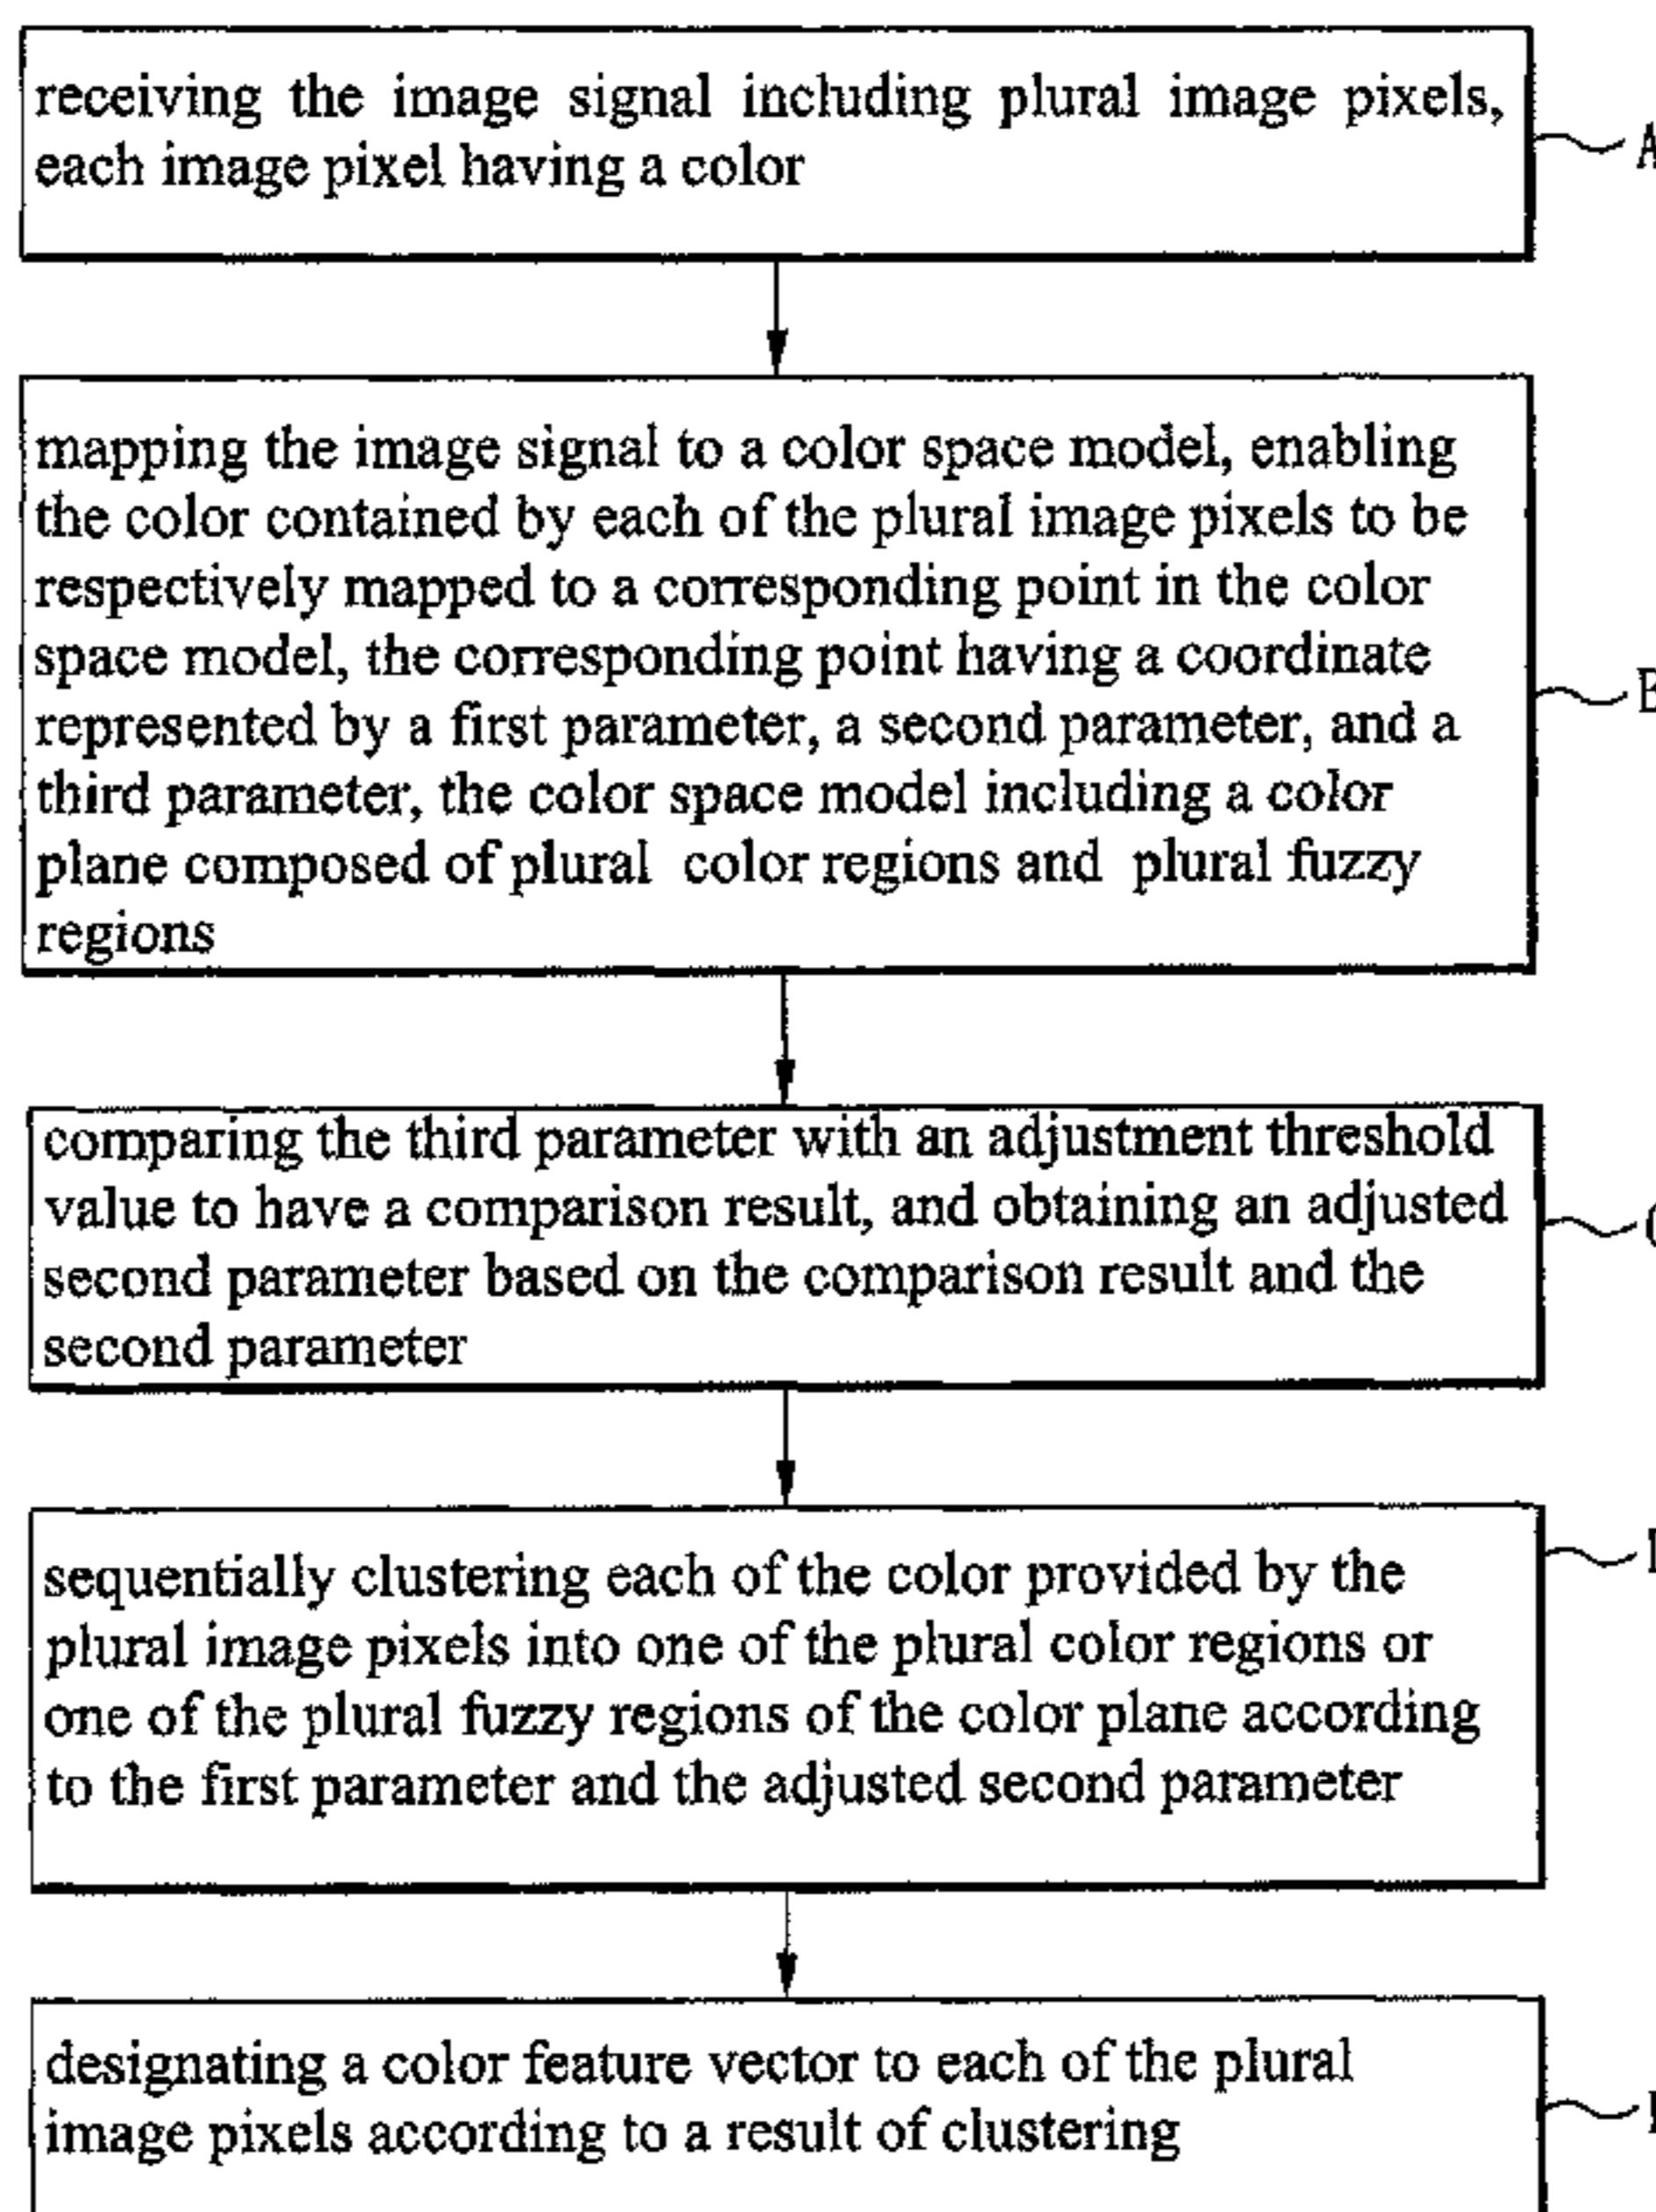 receiving the image signal including plural image pixels,
each image pixel having a color
A
mapping the image signal to a color space model, enabling
the color contained by each of the plural image pixels to be
respectively mapped to a corresponding point in the color
space model, the corresponding point having a coordinate
represented by a first parameter, a second parameter, and a
third parameter, the color space model including a color
plane composed of plural color regions and plural fuzzy
regions
B
comparing the third parameter with an adjustment threshold
value to have a comparison result, and obtaining an adjusted
second parameter based on the comparison result and the
second parameter
sequentially clustering each of the color provided by the
plural image pixels into one of the plural color regions or
one of the plural fuzzy regions of the color plane according
to the first parameter and the adjusted second parameter
designating a color feature vector to each of the plural
image pixels according to a result of clustering